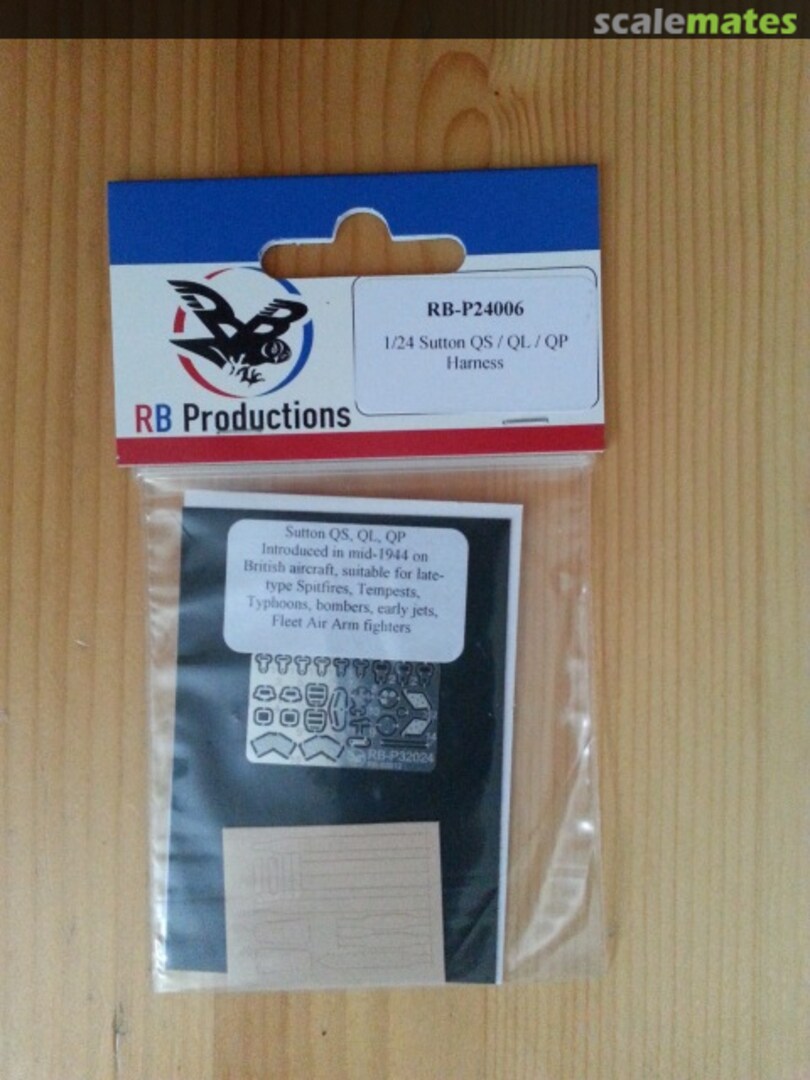 scalemates
RB-P24006
1/24 Sutton QS / QL / QP
Harness
RB Productions
Sutton QS, QL, QP
Introduced in mid-1944 on
British aircraft, suitable for late-
type Spitfires, Tempests,
Typhoons, bombers, early jets,
Fleet Air Arm fighters
RB-P32024